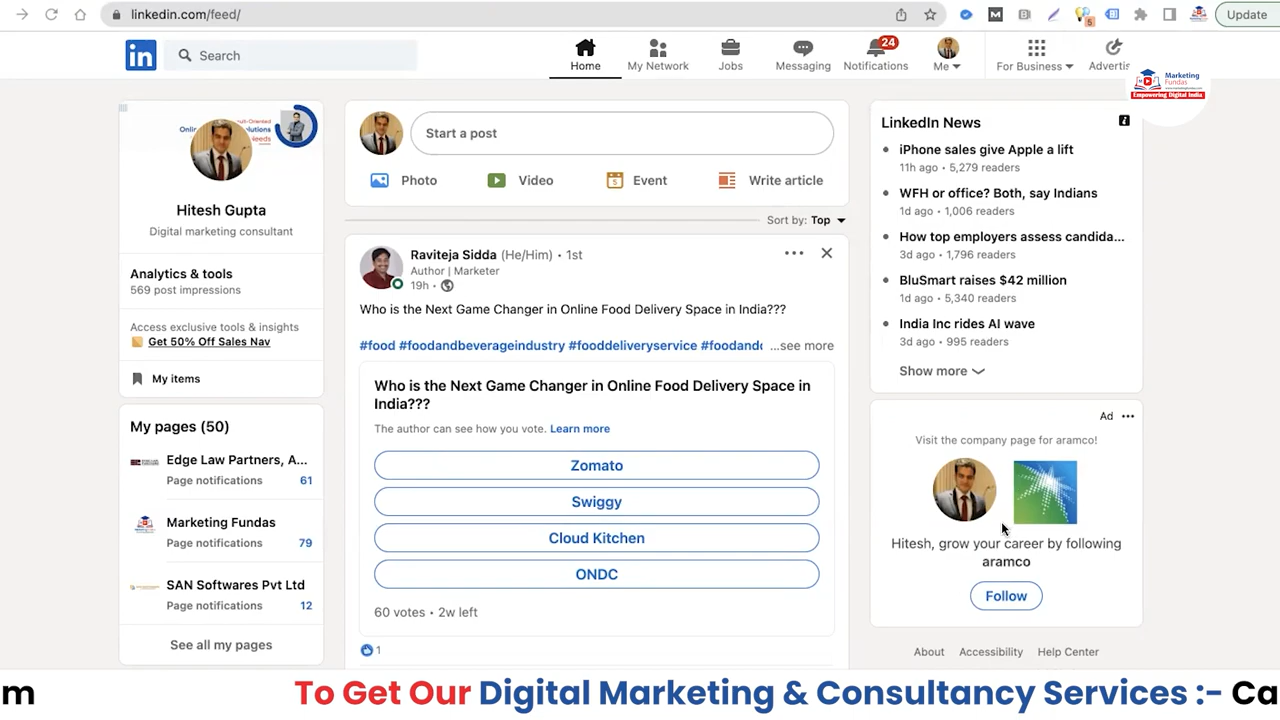 linkedin.com/feed/
5
Update
in
Search
Home
My Network
Jobs
Messaging
24
Notifications
Me
For Business
Advertis
Marketing
Fundas
Empowering Digital India
Hitesh Gupta
Digital marketing consultant
Analytics & tools
569 post impressions
Access exclusive tools & insights
Get 50% Off Sales Nav
My items
My pages (50)
Edge Law Partners, A...
Page notifications 61
Marketing Fundas
Page notifications 79
SAN Softwares Pvt Ltd
Page notifications 12
See all my pages
Start a post
Photo
Video
Event
Write article
Sort by: Top
Raviteja Sidda (He/Him) • 1st
Author | Marketer
19h •
Who is the Next Game Changer in Online Food Delivery Space in India???
#food #foodandbeverageindustry #fooddeliveryservice #foodand ...see more
Who is the Next Game Changer in Online Food Delivery Space in
India???
The author can see how you vote. Learn more
Zomato
Swiggy
Cloud Kitchen
ONDC
60 votes • 2w left
1
LinkedIn News
iPhone sales give Apple a lift
11h ago • 5,279 readers
WFH or office? Both, say Indians
1d ago • 1,006 readers
How top employers assess candida...
3d ago • 1,796 readers
BluSmart raises $42 million
1d ago • 5,340 readers
India Inc rides AI wave
3d ago • 995 readers
Show more
Ad
Visit the company page for aramco!
Hitesh, grow your career by following
aramco
Follow
About
Accessibility
Help Center
m To Get Our Digital Marketing & Consultancy Services :- Ca